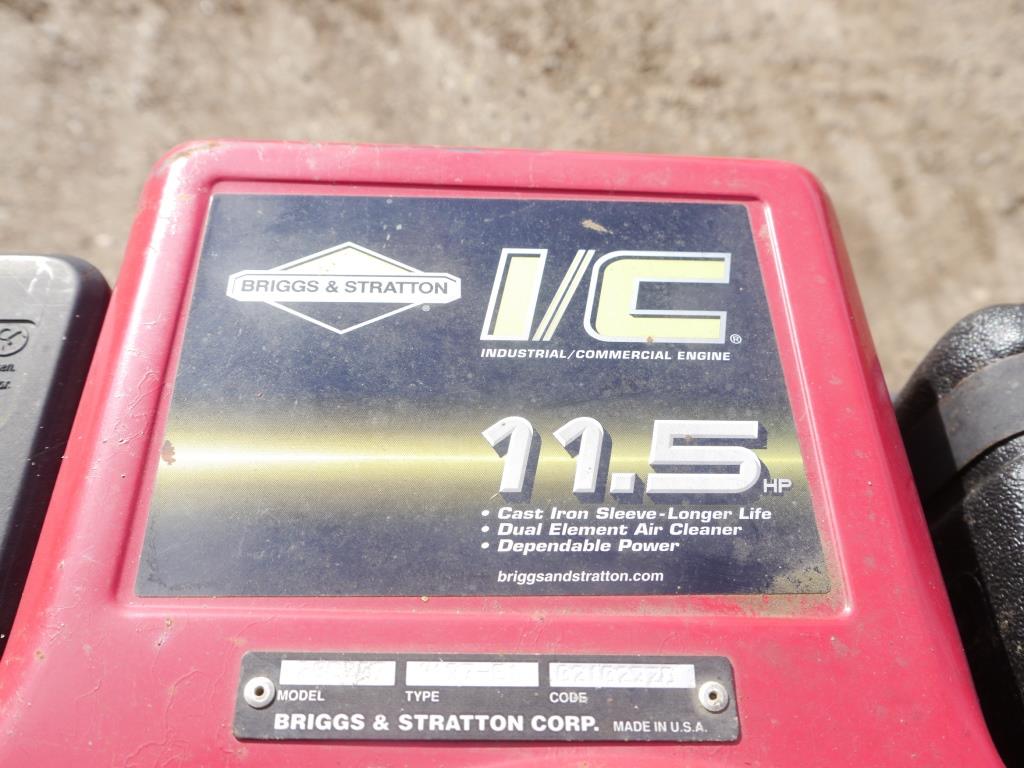 BRIGGS & STRATTON
I/C
INDUSTRIAL/COMMERCIAL ENGINE
11.5 HP
• Cast Iron Sleeve-Longer Life
• Dual Element Air Cleaner
• Dependable Power
briggsandstratton.com
MODEL TYPE CODE
BRIGGS & STRATTON CORP. MADE IN U.S.A.